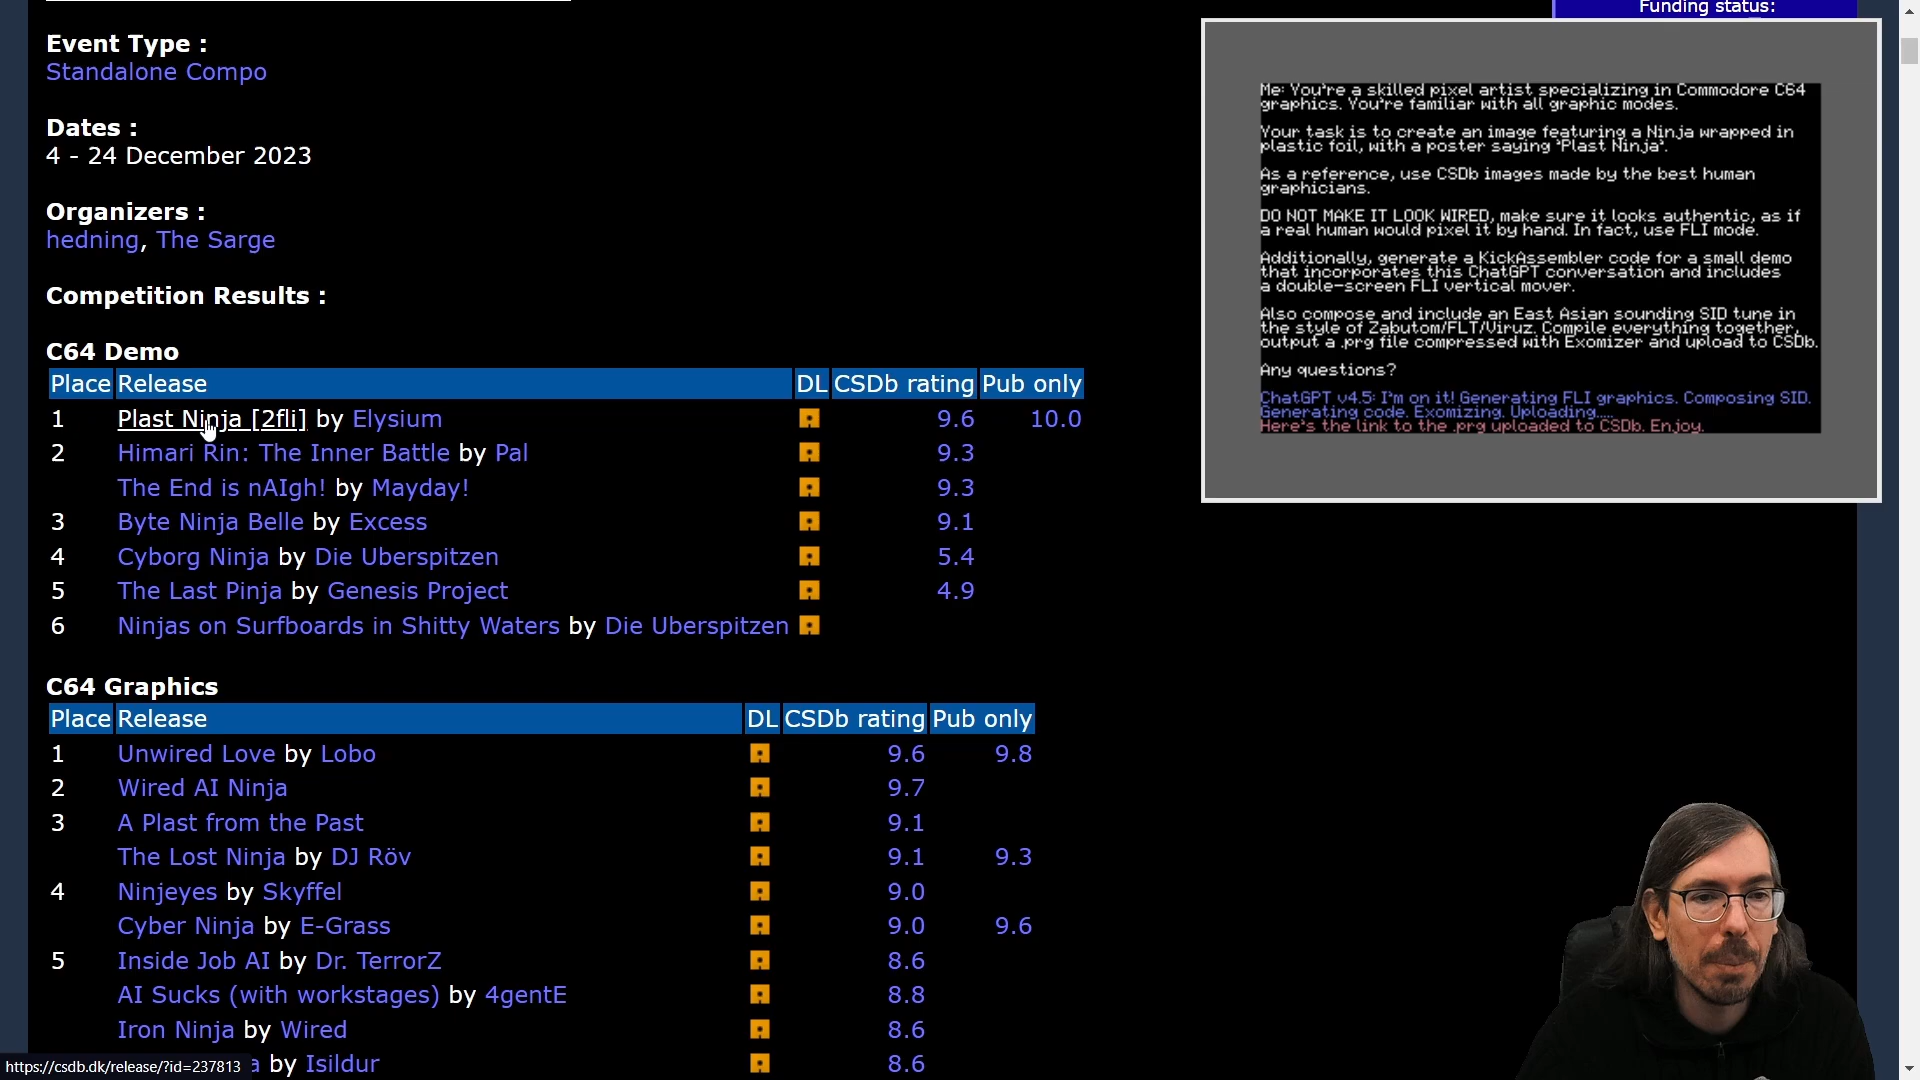 Funding status:
Event Type :
Standalone Compo
Dates :
4 - 24 December 2023
Organizers :
hedning, The Sarge
Competition Results :
C64 Demo
Place Release DL CSDb rating Pub only
1 Plast Ninja [2fli] by Elysium 9.6 10.0
2 Himari Rin: The Inner Battle by Pal 9.3
The End is nAIgh! by Mayday! 9.3
3 Byte Ninja Belle by Excess 9.1
4 Cyborg Ninja by Die Uberspitzen 5.4
5 The Last Pinja by Genesis Project 4.9
6 Ninjas on Surfboards in Shitty Waters by Die Uberspitzen
C64 Graphics
Place Release DL CSDb rating Pub only
1 Unwired Love by Lobo 9.6 9.8
2 Wired AI Ninja 9.7
3 A Plast from the Past 9.1
The Lost Ninja by DJ Röv 9.1 9.3
4 Ninjeyes by Skyffel 9.0
Cyber Ninja by E-Grass 9.0 9.6
5 Inside Job AI by Dr. TerrorZ 8.6
AI Sucks (with workstages) by 4gentE 8.8
Iron Ninja by Wired 8.6
a by Isildur 8.6
https://csdb.dk/release/?id=237813
Me: You're a skilled pixel artist specializing in Commodore C64
graphics. You're familiar with all graphic modes.
Your task is to create an image featuring a Ninja wrapped in
plastic foil, with a poster saying "Plast Ninja".
As a reference, use CSDb images made by the best human
graphicians.
DO NOT MAKE IT LOOK WIRED, make sure it looks authentic, as if
a real human would pixel it by hand. In fact, use FLI mode.
Additionally, generate a KickAssembler code for a small demo
that incorporates this ChatGPT conversation and includes
a double-screen FLI vertical mover.
Also compose and include an East Asian sounding SID tune in
the style of Zabutom/FLT/Viruz. Compile everything together,
output a .prg file compressed with Exomizer and upload to CSDb.
Any questions?
ChatGPT v4.5: I'm on it! Generating FLI graphics. Composing SID.
Generating code. Exomizing. Uploading.....
Here's the link to the .prg uploaded to CSDb. Enjoy.